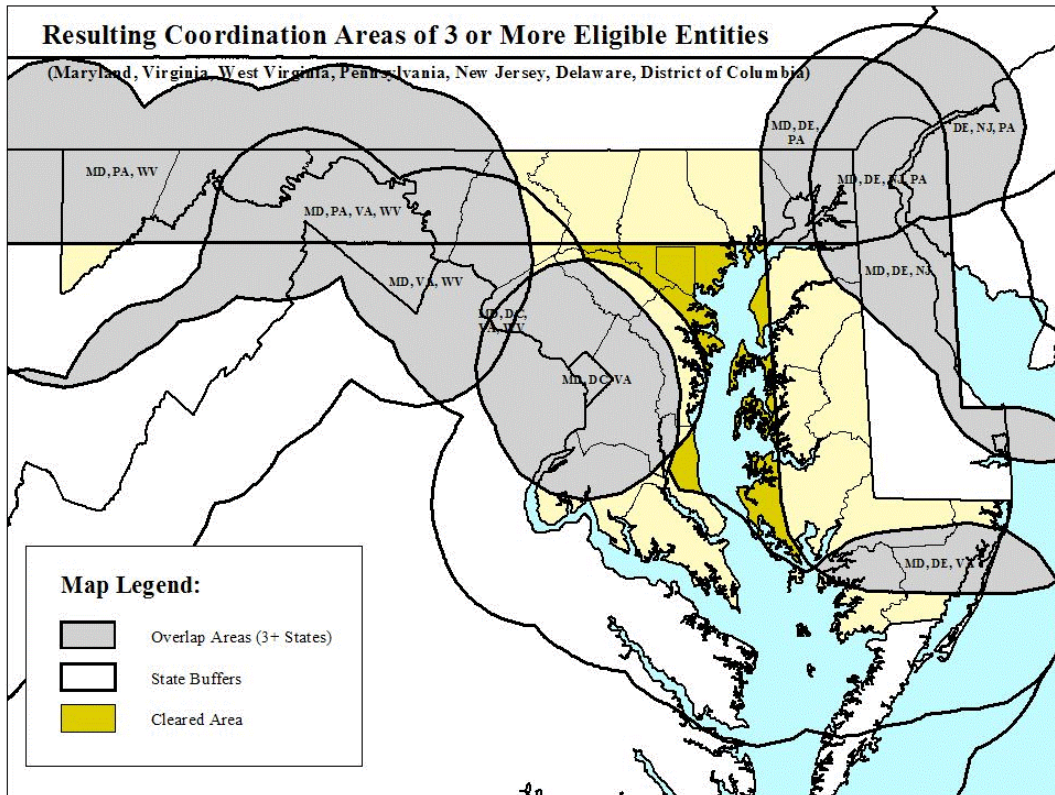 Resulting Coordination Areas of 3 or More Eligible Entities
(Maryland, Virginia, West Virginia, Pennsylvania, New Jersey, Delaware, District of Columbia)
MD, DE,
PA
DE, NJ, PA
MD, PA, WV
MD, DE, NJ, PA
MD, PA, VA, WV
MD, DE, NJ
MD, VA, WV
MD, DC,
VA, WV
MD, DC, VA
MD, DE, VA
Map Legend:
Overlap Areas (3+ States)
State Buffers
Cleared Area